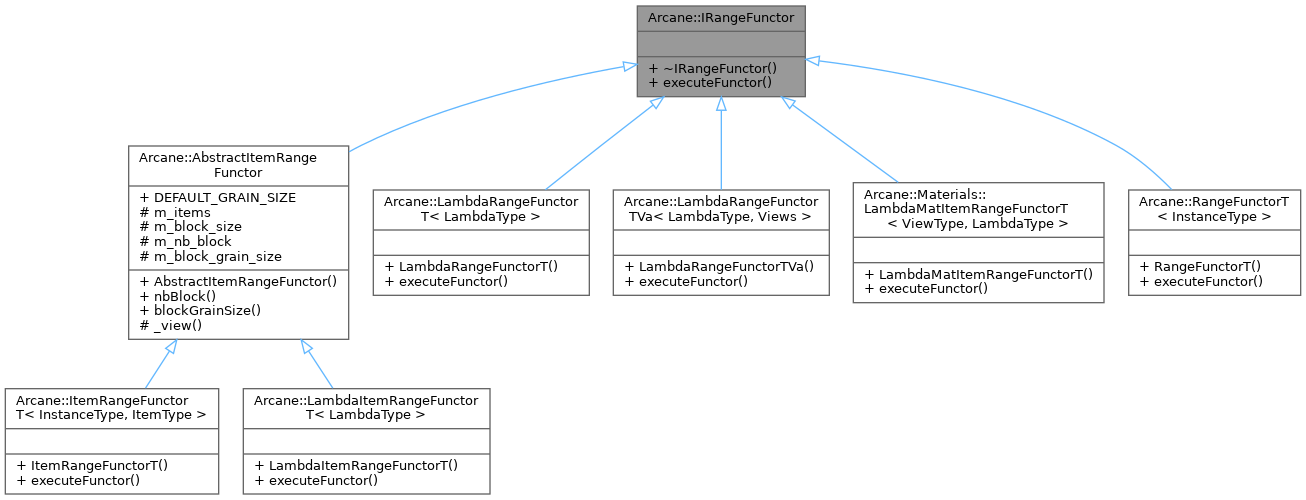 Arcane::IRangeFunctor
+ ~IRangeFunctor()
+ executeFunctor()
Arcane::AbstractItemRange
Functor
+ DEFAULT_GRAIN_SIZE
# m_items
# m_block_size
# m_nb_block
# m_block_grain_size
+ AbstractItemRangeFunctor()
+ nbBlock()
+ blockGrainSize()
# _view()
Arcane::LambdaRangeFunctor
T< LambdaType >
+ LambdaRangeFunctorT()
+ executeFunctor()
Arcane::LambdaRangeFunctor
TVa< LambdaType, Views >
+ LambdaRangeFunctorTVa()
+ executeFunctor()
Arcane::Materials::
LambdaMatItemRangeFunctorT
< ViewType, LambdaType >
+ LambdaMatItemRangeFunctorT()
+ executeFunctor()
Arcane::RangeFunctorT
< InstanceType >
+ RangeFunctorT()
+ executeFunctor()
Arcane::ItemRangeFunctor
T< InstanceType, ItemType >
+ ItemRangeFunctorT()
+ executeFunctor()
Arcane::LambdaItemRangeFunctor
T< LambdaType >
+ LambdaItemRangeFunctorT()
+ executeFunctor()